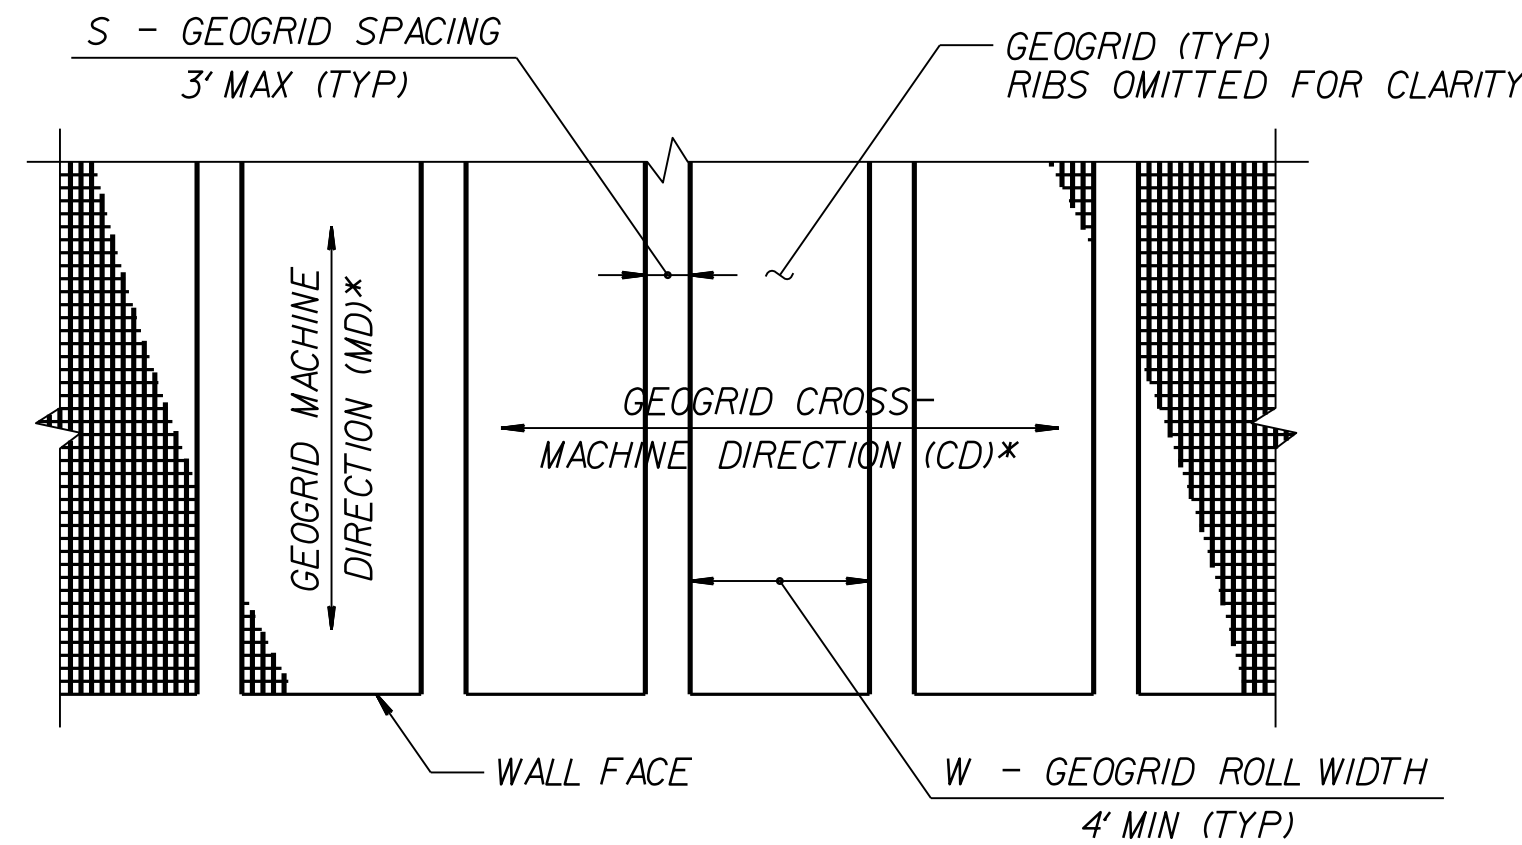 S - GEOGRID SPACING
3' MAX (TYP)
GEOGRID (TYP)
RIBS OMITTED FOR CLARITY
GEOGRID MACHINE
DIRECTION (MD)*
GEOGRID CROSS-
MACHINE DIRECTION (CD)*
WALL FACE
W - GEOGRID ROLL WIDTH
4' MIN (TYP)